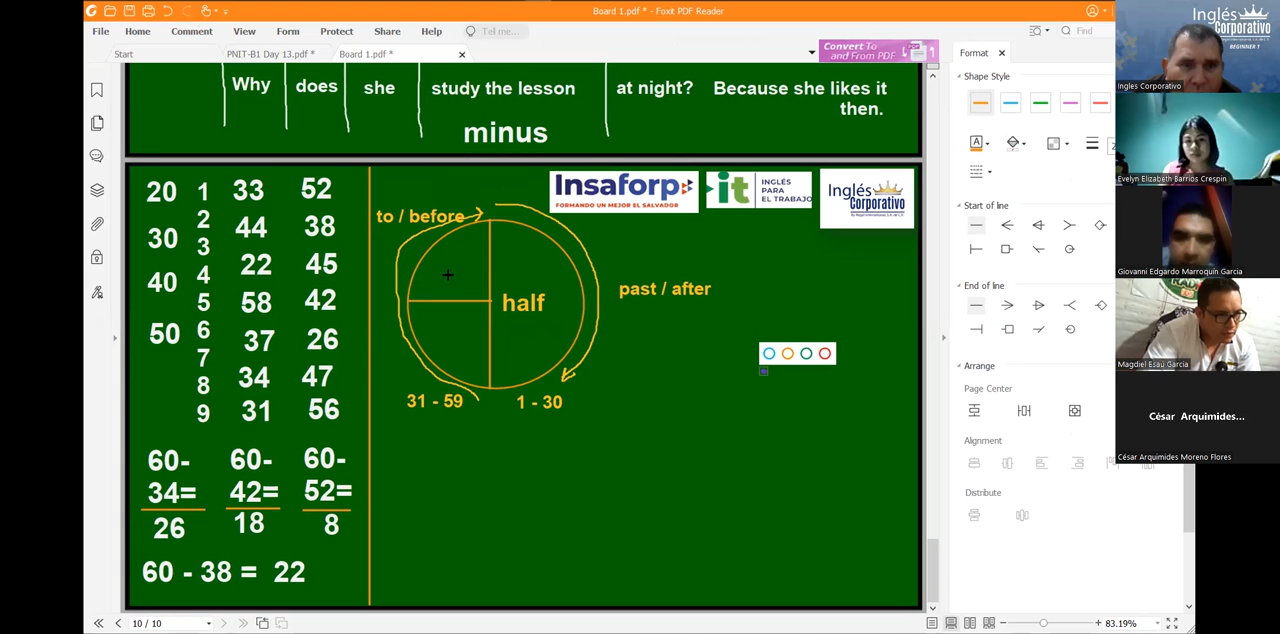 Board 1.pdf * - Foxit PDF Reader
File Home Comment View Form Protect Share Help Tell me... Find
Start PNIT-B1 Day 13.pdf * Board 1.pdf *
Convert To
and From PDF
Why does she study the lesson at night? Because she likes it
then.
minus
20 1 33 52
2
30 3 44 38
40 4 22 45
5 58 42
50 6 37 26
7
8 34 47
9 31 56
60- 60- 60-
34= 42= 52=
26 18 8
60 - 38 = 22
Insaforp
FORMANDO UN MEJOR EL SALVADOR
it INGLÉS
PARA
EL TRABAJO
Inglés
Corporativo
to / before
half
past / after
31 - 59 1 - 30
Format
Shape Style
Start of line
End of line
Arrange
Page Center
Alignment
Distribute
10 / 10
83.19%
Inglés
Corporativo
BEGINNER 1
Ingles Corporativo
Evelyn Elizabeth Barrios Crespin
Giovanni Edgardo Marroquín Garcia
Magdiel Esaú Garcia
César Arquimides...
César Arquimides Moreno Flores